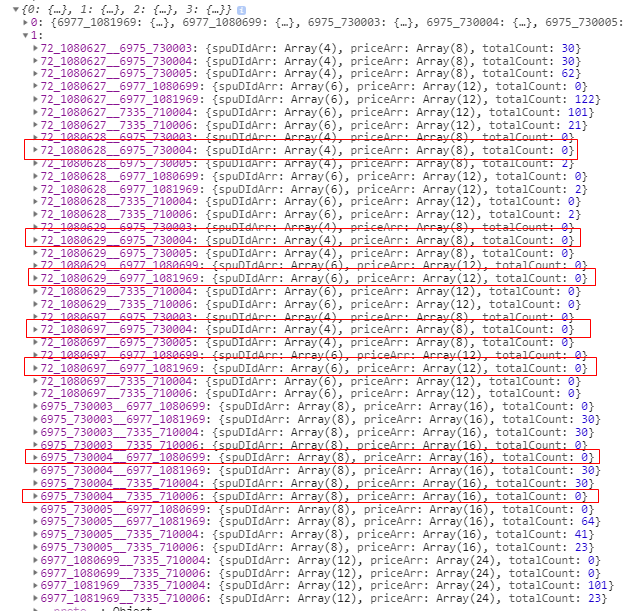 {0: {…}, 1: {…}, 2: {…}, 3: {…}} i
0: {6977_1081969: {…}, 6977_1080699: {…}, 6975_730003: {…}, 6975_730004: {…}, 6975_730005:
1:
72_1080627__6975_730003: {spuDIdArr: Array(4), priceArr: Array(8), totalCount: 30}
72_1080627__6975_730004: {spuDIdArr: Array(4), priceArr: Array(8), totalCount: 30}
72_1080627__6975_730005: {spuDIdArr: Array(4), priceArr: Array(8), totalCount: 62}
72_1080627__6977_1080699: {spuDIdArr: Array(6), priceArr: Array(12), totalCount: 0}
72_1080627__6977_1081969: {spuDIdArr: Array(6), priceArr: Array(12), totalCount: 122}
72_1080627__7335_710004: {spuDIdArr: Array(6), priceArr: Array(12), totalCount: 101}
72_1080627__7335_710006: {spuDIdArr: Array(6), priceArr: Array(12), totalCount: 21}
72_1080628__6975_730003: {spuDIdArr: Array(4), priceArr: Array(8), totalCount: 0}
72_1080628__6975_730004: {spuDIdArr: Array(4), priceArr: Array(8), totalCount: 0}
72_1080628__6975_730005: {spuDIdArr: Array(4), priceArr: Array(8), totalCount: 2}
72_1080628__6977_1080699: {spuDIdArr: Array(6), priceArr: Array(12), totalCount: 0}
72_1080628__6977_1081969: {spuDIdArr: Array(6), priceArr: Array(12), totalCount: 2}
72_1080628__7335_710004: {spuDIdArr: Array(6), priceArr: Array(12), totalCount: 0}
72_1080628__7335_710006: {spuDIdArr: Array(6), priceArr: Array(12), totalCount: 2}
72_1080629__6975_730003: {spuDIdArr: Array(4), priceArr: Array(8), totalCount: 0}
72_1080629__6975_730004: {spuDIdArr: Array(4), priceArr: Array(8), totalCount: 0}
72_1080629__6975_730005: {spuDIdArr: Array(4), priceArr: Array(8), totalCount: 0}
72_1080629__6977_1080699: {spuDIdArr: Array(6), priceArr: Array(12), totalCount: 0}
72_1080629__6977_1081969: {spuDIdArr: Array(6), priceArr: Array(12), totalCount: 0}
72_1080629__7335_710004: {spuDIdArr: Array(6), priceArr: Array(12), totalCount: 0}
72_1080629__7335_710006: {spuDIdArr: Array(6), priceArr: Array(12), totalCount: 0}
72_1080697__6975_730003: {spuDIdArr: Array(4), priceArr: Array(8), totalCount: 0}
72_1080697__6975_730004: {spuDIdArr: Array(4), priceArr: Array(8), totalCount: 0}
72_1080697__6975_730005: {spuDIdArr: Array(4), priceArr: Array(8), totalCount: 0}
72_1080697__6977_1080699: {spuDIdArr: Array(6), priceArr: Array(12), totalCount: 0}
72_1080697__6977_1081969: {spuDIdArr: Array(6), priceArr: Array(12), totalCount: 0}
72_1080697__7335_710004: {spuDIdArr: Array(6), priceArr: Array(12), totalCount: 0}
72_1080697__7335_710006: {spuDIdArr: Array(6), priceArr: Array(12), totalCount: 0}
6975_730003__6977_1080699: {spuDIdArr: Array(8), priceArr: Array(16), totalCount: 0}
6975_730003__6977_1081969: {spuDIdArr: Array(8), priceArr: Array(16), totalCount: 30}
6975_730003__7335_710004: {spuDIdArr: Array(8), priceArr: Array(16), totalCount: 30}
6975_730003__7335_710006: {spuDIdArr: Array(8), priceArr: Array(16), totalCount: 0}
6975_730004__6977_1080699: {spuDIdArr: Array(8), priceArr: Array(16), totalCount: 0}
6975_730004__6977_1081969: {spuDIdArr: Array(8), priceArr: Array(16), totalCount: 30}
6975_730004__7335_710004: {spuDIdArr: Array(8), priceArr: Array(16), totalCount: 30}
6975_730004__7335_710006: {spuDIdArr: Array(8), priceArr: Array(16), totalCount: 0}
6975_730005__6977_1080699: {spuDIdArr: Array(8), priceArr: Array(16), totalCount: 0}
6975_730005__6977_1081969: {spuDIdArr: Array(8), priceArr: Array(16), totalCount: 64}
6975_730005__7335_710004: {spuDIdArr: Array(8), priceArr: Array(16), totalCount: 41}
6975_730005__7335_710006: {spuDIdArr: Array(8), priceArr: Array(16), totalCount: 23}
6977_1080699__7335_710004: {spuDIdArr: Array(12), priceArr: Array(24), totalCount: 0}
6977_1080699__7335_710006: {spuDIdArr: Array(12), priceArr: Array(24), totalCount: 0}
6977_1081969__7335_710004: {spuDIdArr: Array(12), priceArr: Array(24), totalCount: 101}
6977_1081969__7335_710006: {spuDIdArr: Array(12), priceArr: Array(24), totalCount: 23}